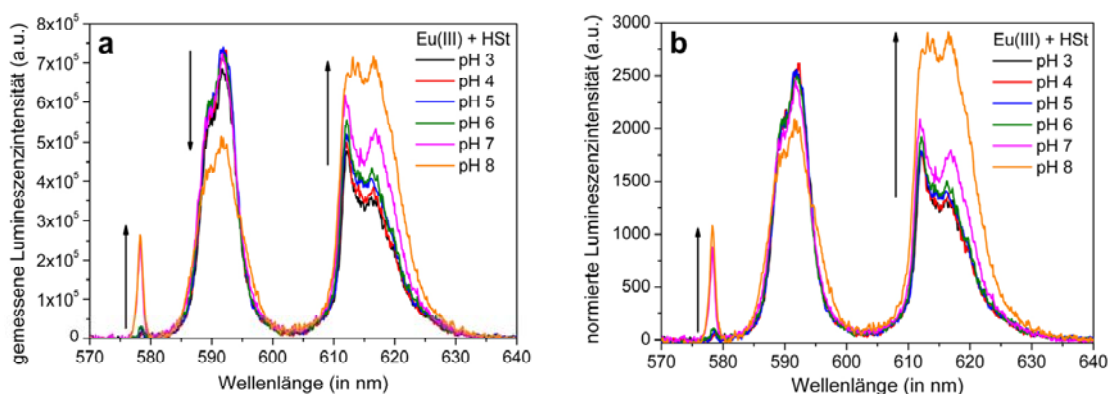 a
gemessene Lumineszenzintensität (a.u.)
8x10⁵
7x10⁵
6x10⁵
5x10⁵
4x10⁵
3x10⁵
2x10⁵
1x10⁵
0
570 580 590 600 610 620 630 640
Wellenlänge (in nm)
Eu(III) + HSt
pH 3
pH 4
pH 5
pH 6
pH 7
pH 8
b
normierte Lumineszenzintensität (a.u.)
3000
2500
2000
1500
1000
500
0
570 580 590 600 610 620 630 640
Wellenlänge (in nm)
Eu(III) + HSt
pH 3
pH 4
pH 5
pH 6
pH 7
pH 8